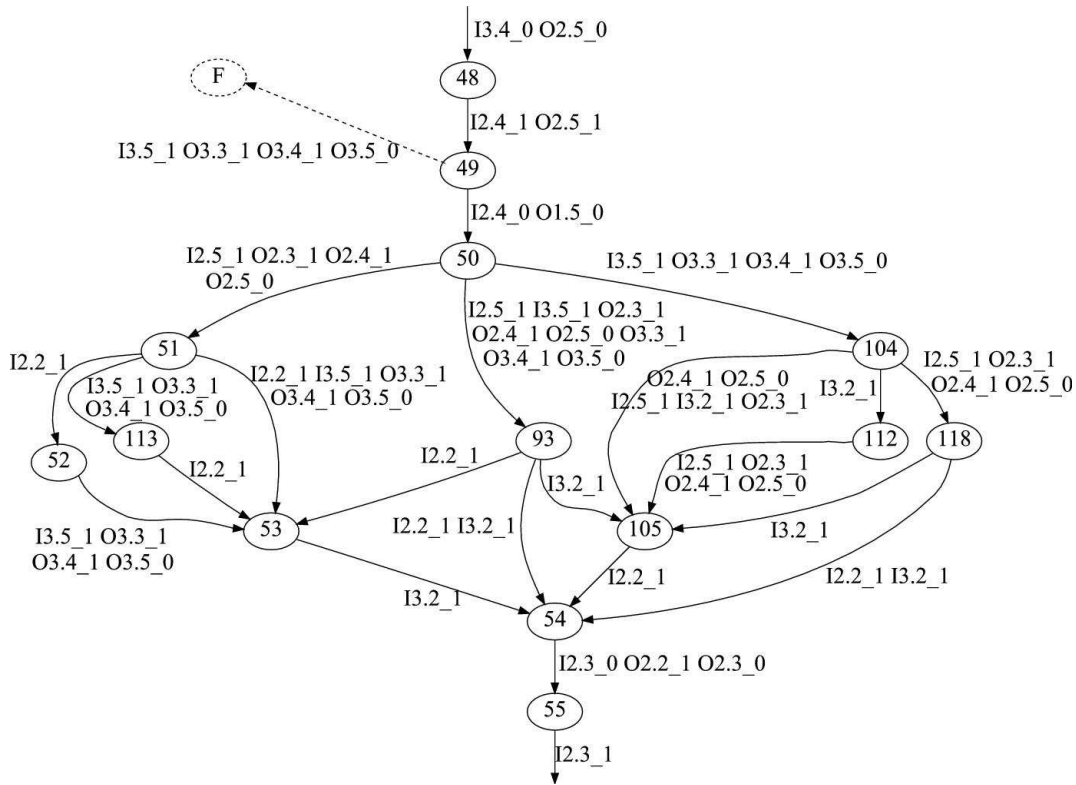 I3.4_0 O2.5_0
F
48
I2.4_1 O2.5_1
I3.5_1 O3.3_1 O3.4_1 O3.5_0
49
I2.4_0 O1.5_0
50
I2.5_1 O2.3_1 O2.4_1
O2.5_0
I3.5_1 O3.3_1 O3.4_1 O3.5_0
I2.5_1 I3.5_1 O2.3_1
O2.4_1 O2.5_0 O3.3_1
O3.4_1 O3.5_0
51
104
I2.2_1
I3.5_1 O3.3_1
O3.4_1 O3.5_0
I2.2_1 I3.5_1 O3.3_1
O3.4_1 O3.5_0
O2.4_1 O2.5_0
I2.5_1 I3.2_1 O2.3_1
I3.2_1
I2.5_1 O2.3_1
O2.4_1 O2.5_0
52
113
93
112
118
I2.2_1
I2.2_1
I3.2_1
I2.5_1 O2.3_1
O2.4_1 O2.5_0
I3.5_1 O3.3_1
O3.4_1 O3.5_0
53
I2.2_1 I3.2_1
105
I3.2_1
I3.2_1
I2.2_1
I2.2_1 I3.2_1
54
I2.3_0 O2.2_1 O2.3_0
55
I2.3_1